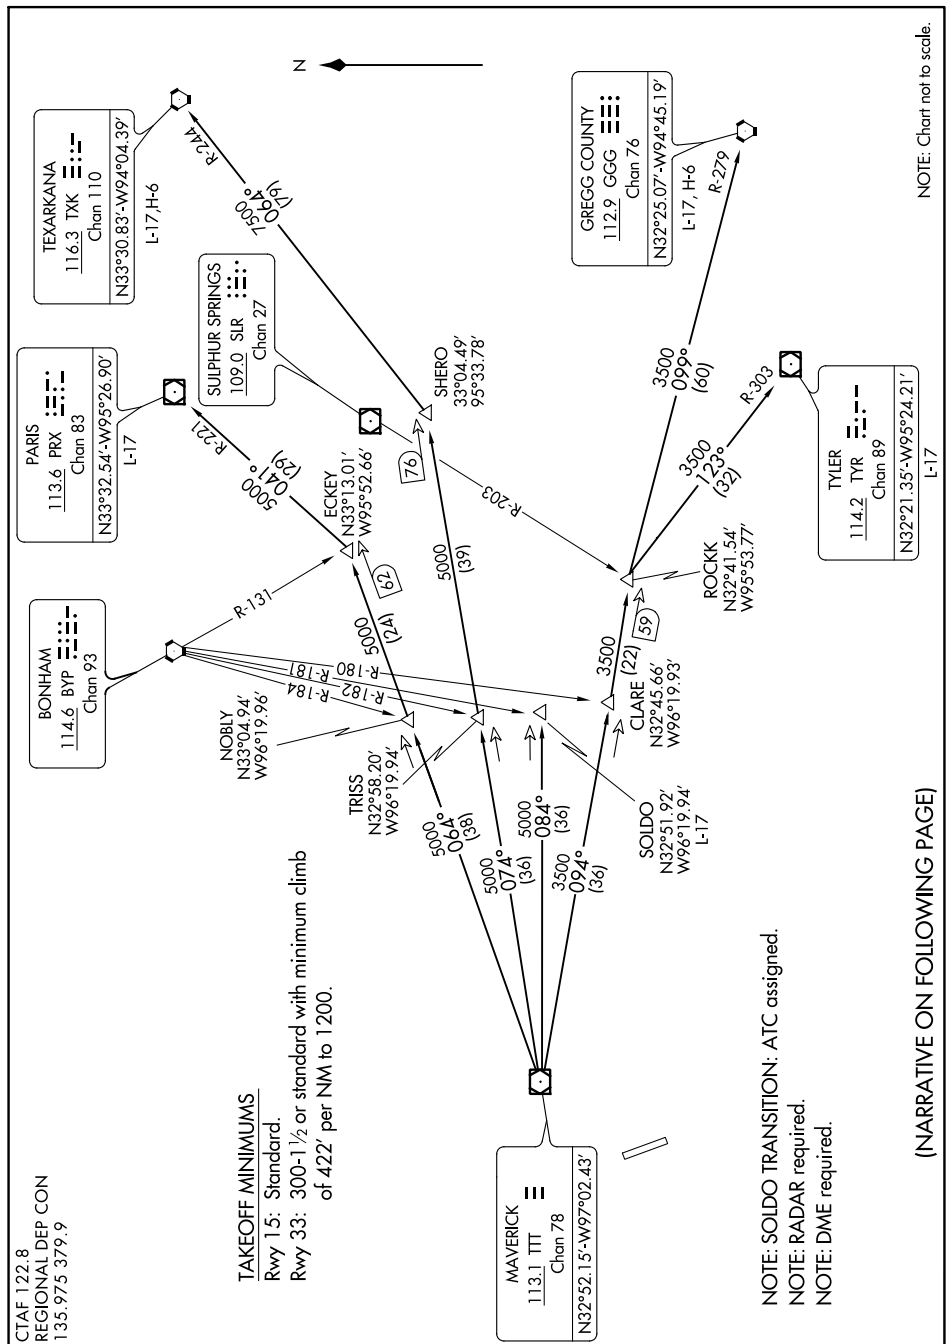 CTAF 122.8
REGIONAL DEP CON
135.975 379.9
TAKEOFF MINIMUMS
Rwy 15: Standard.
Rwy 33: 300-1½ or standard with minimum climb
of 422' per NM to 1200.
BONHAM
114.6 BYP
Chan 93
PARIS
113.6 PRX
Chan 83
N33°32.54'-W95°26.90'
L-17
TEXARKANA
116.3 TXK
Chan 110
N33°30.83'-W94°04.39'
L-17,H-6
SULPHUR SPRINGS
109.0 SLR
Chan 27
N
R-244
7500
064°
(79)
R-221
5000
041°
(29)
R-131
ECKEY
N33°13.01'
W95°52.66'
62
5000
(24)
NOBLY
N33°04.94'
W96°19.96'
R-184
R-182
R-181
R-180
TRISS
N32°58.20'
W96°19.94'
SHERO
33°04.49'
95°33.78'
76
5000
(39)
R-203
5000
064°
(38)
5000
074°
(36)
5000
084°
(36)
3500
094°
(36)
SOLDO
N32°51.92'
W96°19.94'
L-17
CLARE
N32°45.66'
W96°19.93'
3500
(22)
59
ROCKK
N32°41.54'
W95°53.77'
3500
099°
(60)
R-279
3500
123°
(32)
R-303
GREGG COUNTY
112.9 GGG
Chan 76
N32°25.07'-W94°45.19'
L-17, H-6
TYLER
114.2 TYR
Chan 89
N32°21.35'-W95°24.21'
L-17
MAVERICK
113.1 TTT
Chan 78
N32°52.15'-W97°02.43'
NOTE: SOLDO TRANSITION: ATC assigned.
NOTE: RADAR required.
NOTE: DME required.
NOTE: Chart not to scale.
(NARRATIVE ON FOLLOWING PAGE)